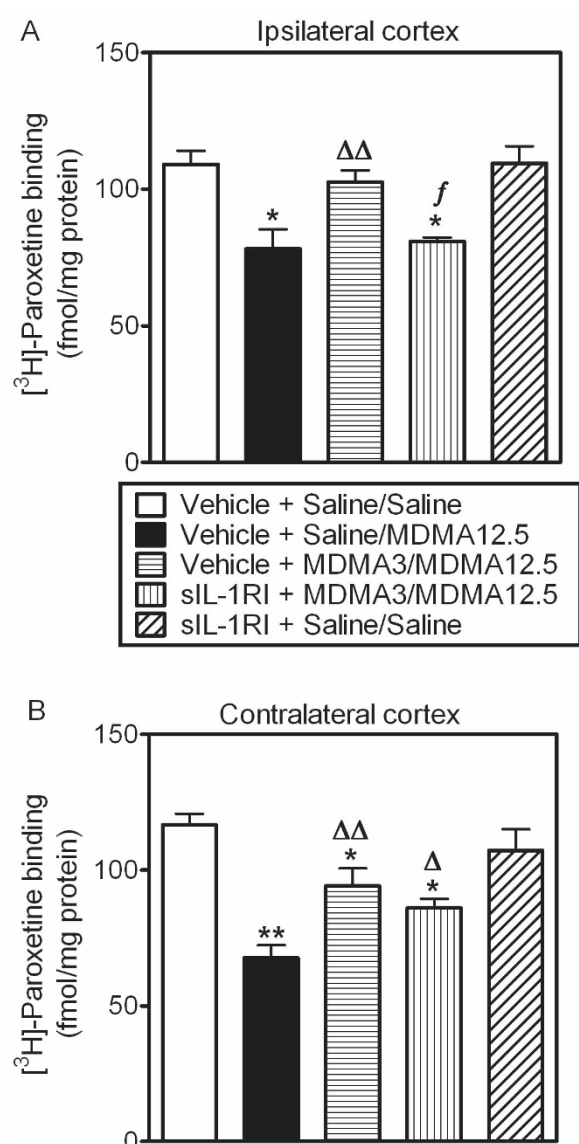 A
Ipsilateral cortex
150
100
50
0
[³H]-Paroxetine binding
(fmol/mg protein)
*
ΔΔ
f
*
Vehicle + Saline/Saline
Vehicle + Saline/MDMA12.5
Vehicle + MDMA3/MDMA12.5
sIL-1RI + MDMA3/MDMA12.5
sIL-1RI + Saline/Saline
B
Contralateral cortex
150
100
50
0
[³H]-Paroxetine binding
(fmol/mg protein)
**
ΔΔ
*
Δ
*